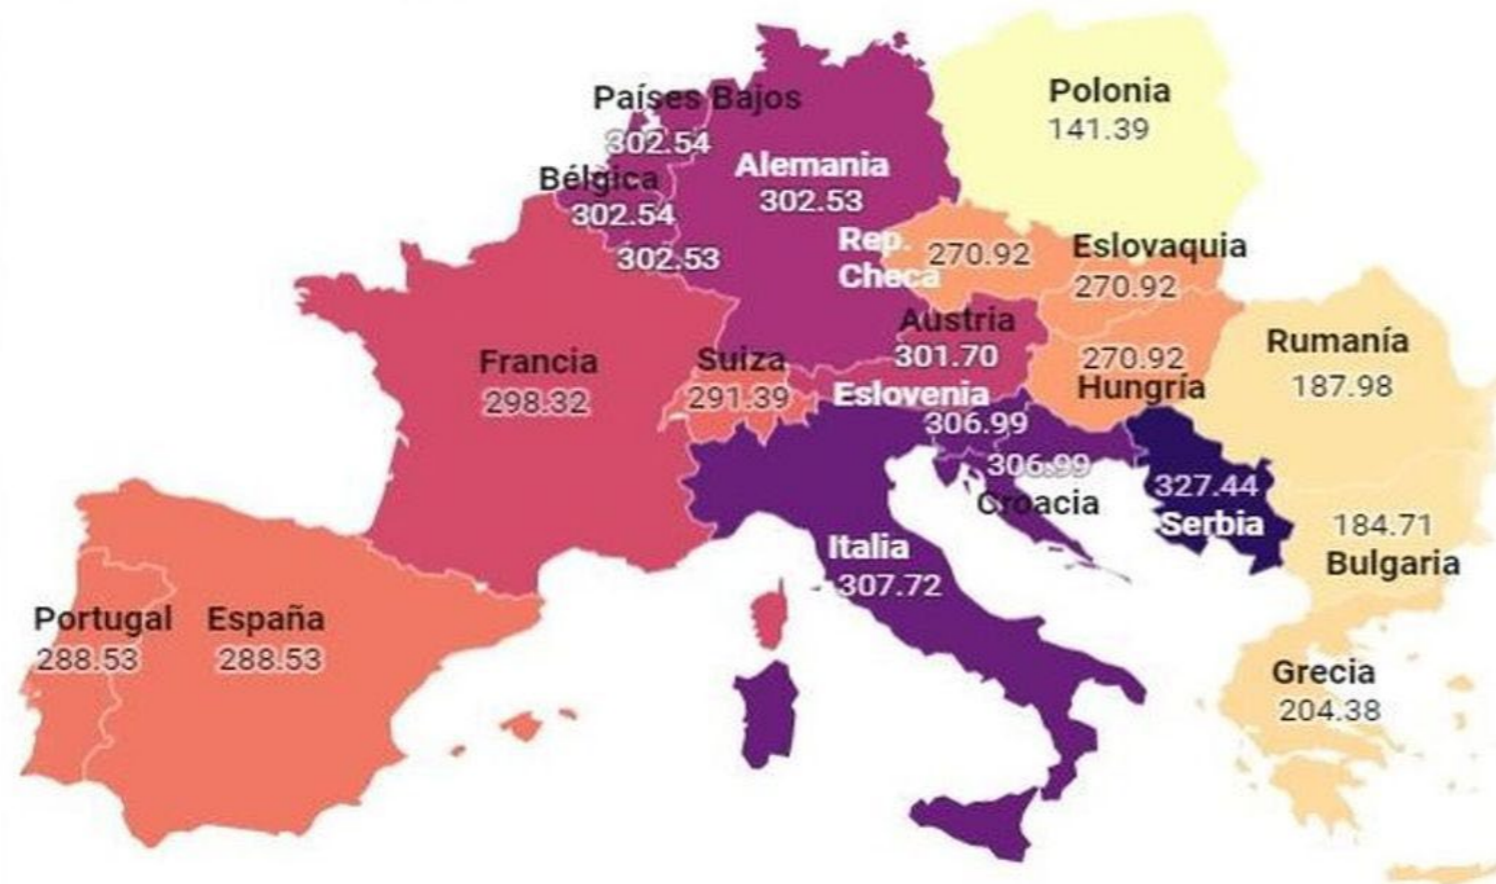 Polonia
141.39
Países Bajos
302.54
Alemania
302.53
Bélgica
302.54
302.53
Rep.
Checa
270.92
Eslovaquia
270.92
Austria
301.70
270.92
Hungría
Rumanía
187.98
Francia
298.32
Suiza
291.39
Eslovenia
306.99
306.99
Croacia
327.44
Serbia
184.71
Bulgaria
Italia
307.72
Portugal
288.53
España
288.53
Grecia
204.38